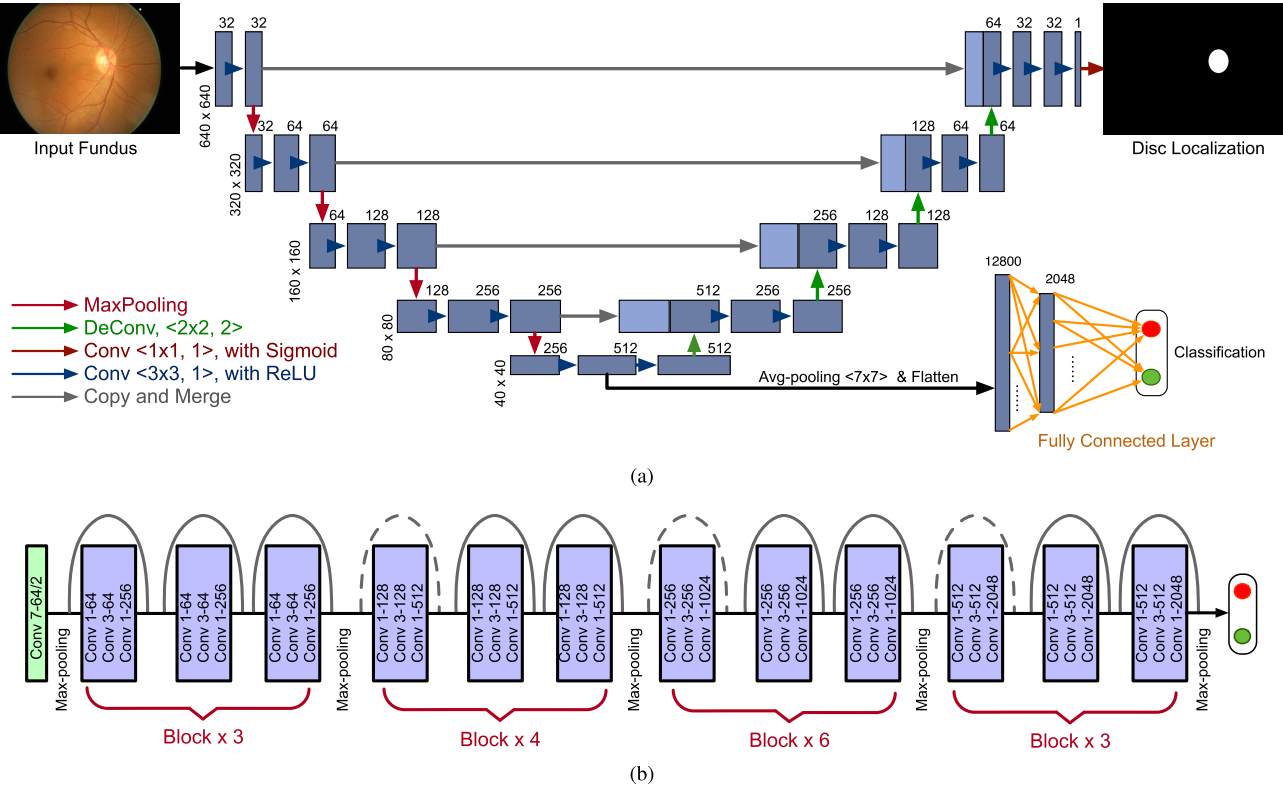 32 32
640 x 640
Input Fundus
64 32 32 1
Disc Localization
32 64 64
320 x 320
128 64 64
64 128 128
160 x 160
256 128 128
128 256 256
80 x 80
512 256 256
256 512 512
40 x 40
MaxPooling
DeConv, <2x2, 2>
Conv <1x1, 1>, with Sigmoid
Conv <3x3, 1>, with ReLU
Copy and Merge
Avg-pooling <7x7> & Flatten
12800
2048
Classification
Fully Connected Layer
(a)
Conv 7-64/2
Max-pooling
Conv 1-64
Conv 3-64
Conv 1-256
Conv 1-64
Conv 3-64
Conv 1-256
Conv 1-64
Conv 3-64
Conv 1-256
Block x 3
Max-pooling
Conv 1-128
Conv 3-128
Conv 1-512
Conv 1-128
Conv 3-128
Conv 1-512
Conv 1-128
Conv 3-128
Conv 1-512
Block x 4
Max-pooling
Conv 1-256
Conv 3-256
Conv 1-1024
Conv 1-256
Conv 3-256
Conv 1-1024
Conv 1-256
Conv 3-256
Conv 1-1024
Block x 6
Max-pooling
Conv 1-512
Conv 3-512
Conv 1-2048
Conv 1-512
Conv 3-512
Conv 1-2048
Conv 1-512
Conv 3-512
Conv 1-2048
Block x 3
Max-pooling
(b)